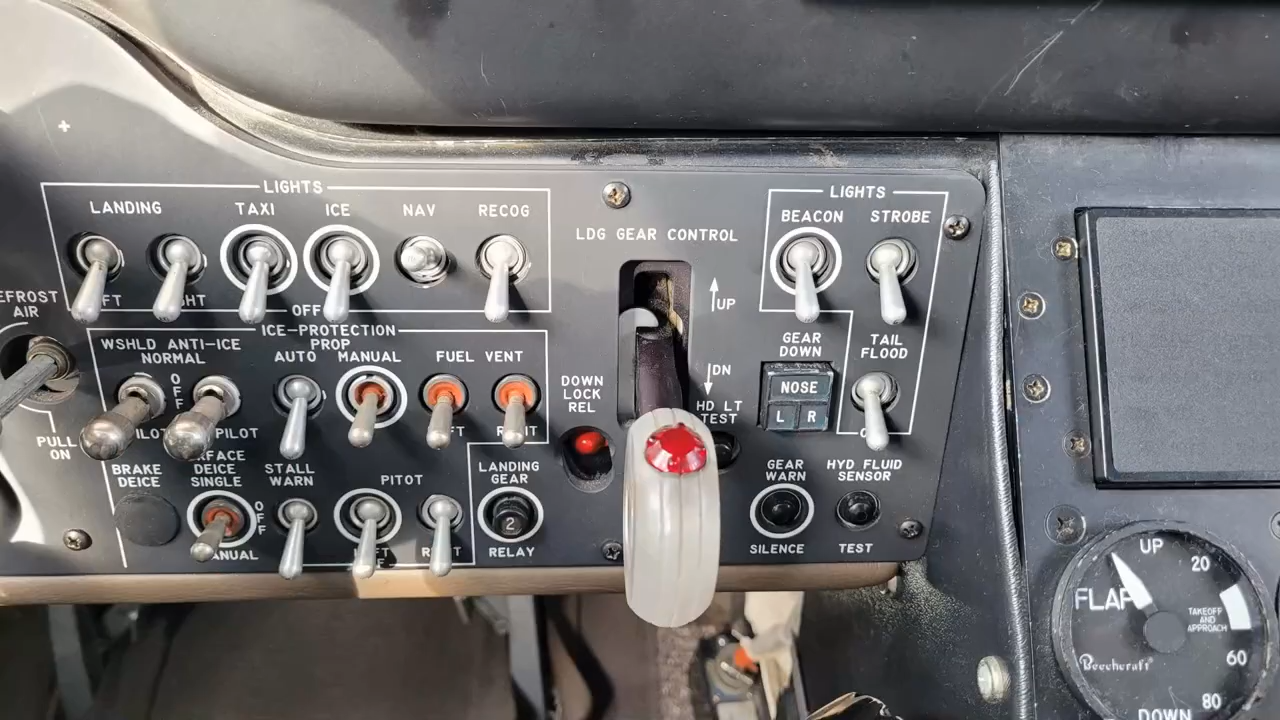 LIGHTS
LANDING
TAXI
ICE
NAV
RECOG
OFF
LIGHTS
BEACON
STROBE
LDG GEAR CONTROL
UP
DN
AIR
PULL
ON
ICE-PROTECTION
WSHLD ANTI-ICE
NORMAL
OFF
PROP
AUTO
MANUAL
FUEL VENT
DOWN
LOCK
REL
HD LT
TEST
GEAR
DOWN
NOSE
L
R
TAIL
FLOOD
BRAKE
DEICE
DEICE
SINGLE
OFF
STALL
WARN
PITOT
LANDING
GEAR
2
RELAY
GEAR
WARN
SILENCE
HYD FLUID
SENSOR
TEST
FLAP
UP
20
TAKEOFF
AND
APPROACH
60
80
DOWN
Beechcraft